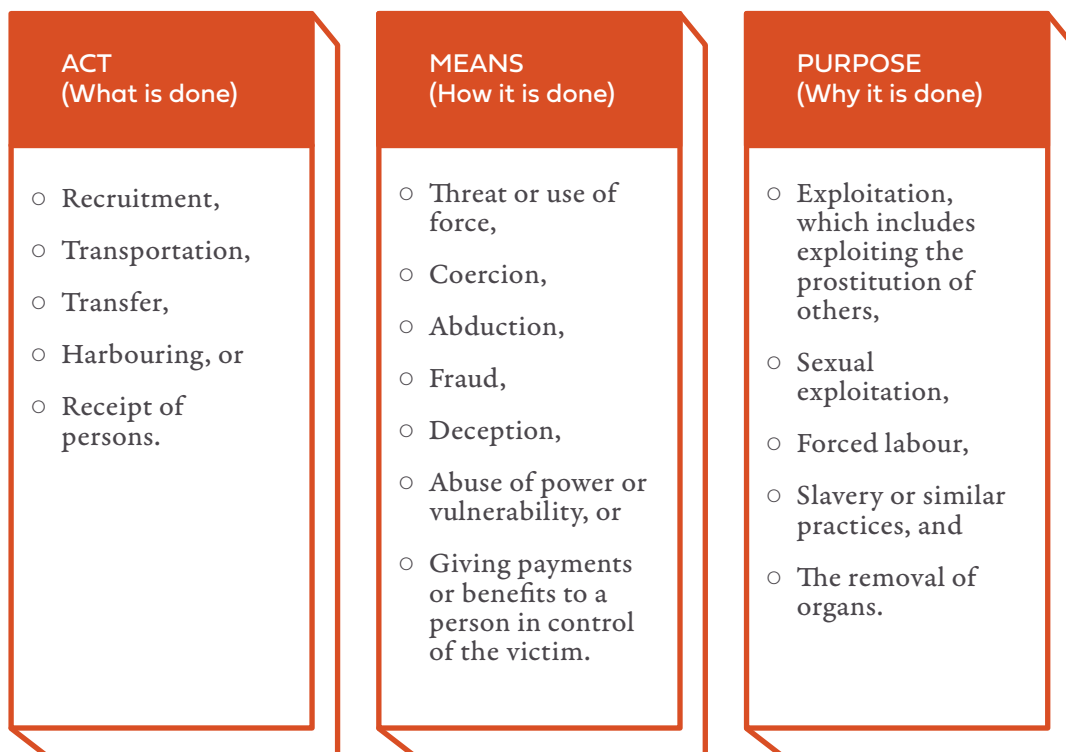 ACT
(What is done)
○ Recruitment,
○ Transportation,
○ Transfer,
○ Harbouring, or
○ Receipt of
persons.
MEANS
(How it is done)
○ Threat or use of
force,
○ Coercion,
○ Abduction,
○ Fraud,
○ Deception,
○ Abuse of power or
vulnerability, or
○ Giving payments
or benefits to a
person in control
of the victim.
PURPOSE
(Why it is done)
○ Exploitation,
which includes
exploiting the
prostitution of
others,
○ Sexual
exploitation,
○ Forced labour,
○ Slavery or similar
practices, and
○ The removal of
organs.